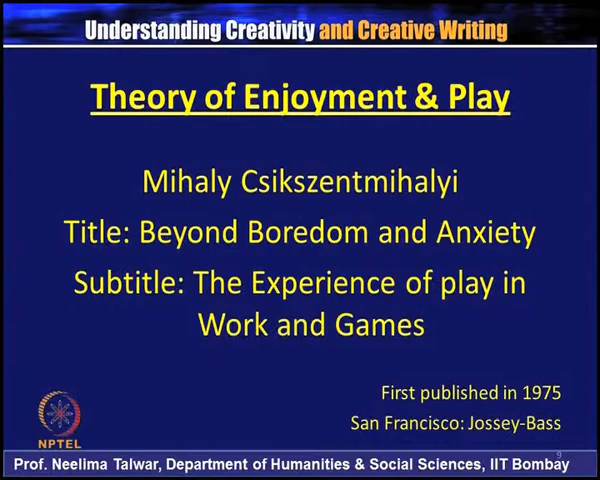 Understanding Creativity and Creative Writing
Theory of Enjoyment & Play
Mihaly Csikszentmihalyi
Title: Beyond Boredom and Anxiety
Subtitle: The Experience of play in
Work and Games
First published in 1975
San Francisco: Jossey-Bass
NPTEL
9
Prof. Neelima Talwar, Department of Humanities & Social Sciences, IIT Bombay